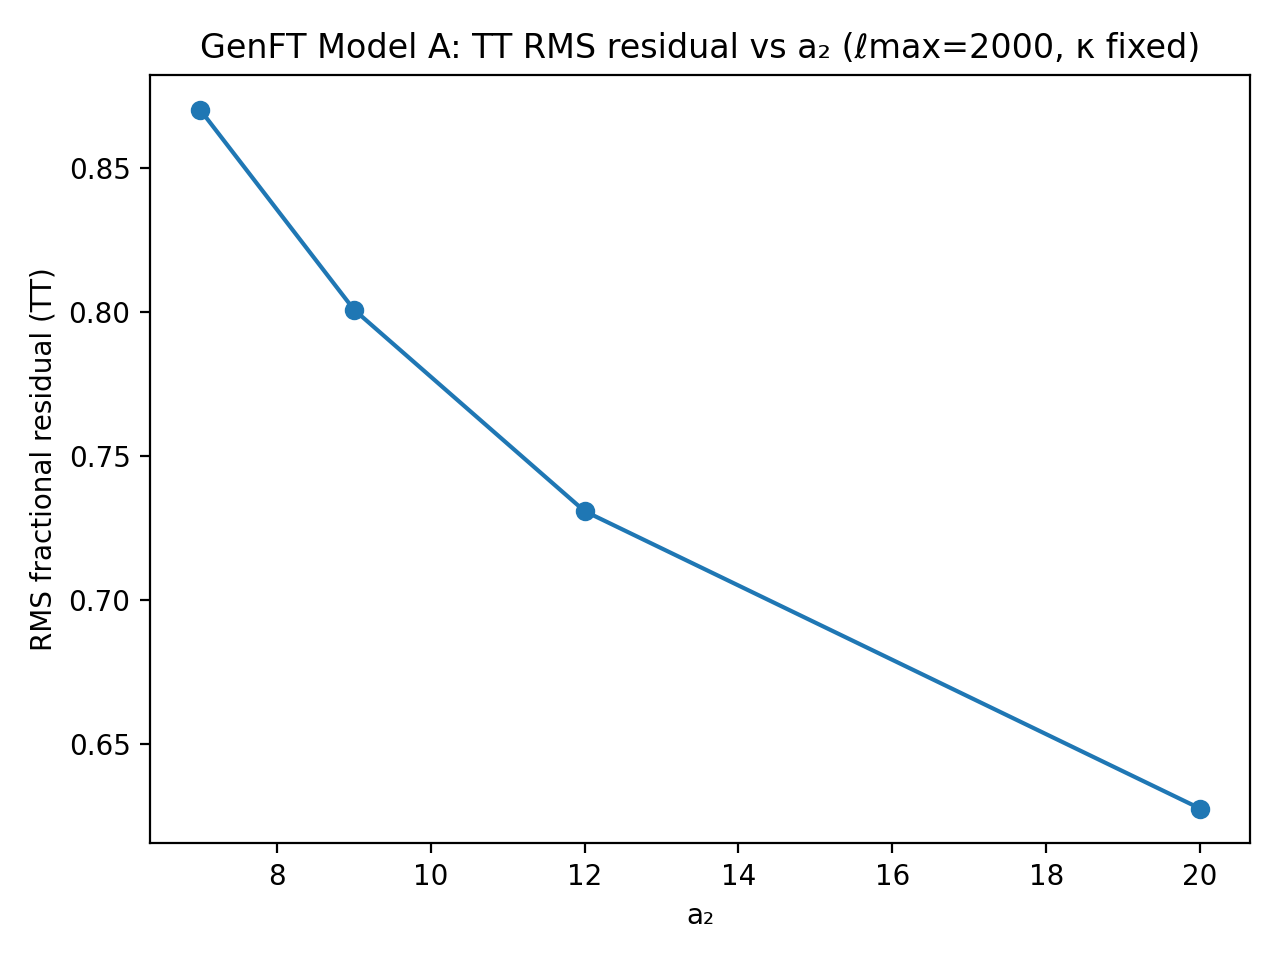 GenFT Model A: TT RMS residual vs a₂ (ℓmax=2000, κ fixed)
RMS fractional residual (TT)
0.85
0.80
0.75
0.70
0.65
8 10 12 14 16 18 20
a₂